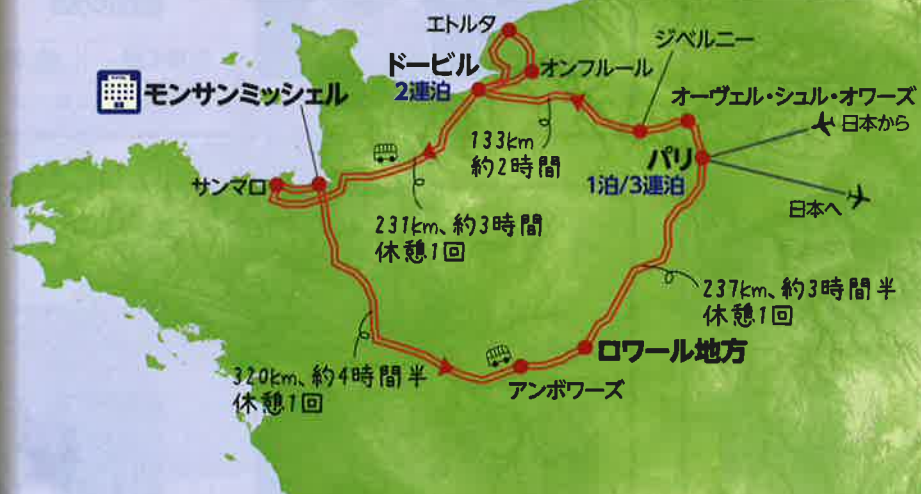 エトルタ
ジベルニー
ドービル
2連泊
オンフルール
オーヴェル・シュル・オワーズ
モンサンミッシェル
日本から
133km
約2時間
パリ
1泊/3連泊
サンマロ
日本へ
231km、約3時間
休憩1回
237km、約3時間半
休憩1回
ロワール地方
320km、約4時間半
休憩1回
アンボワーズ